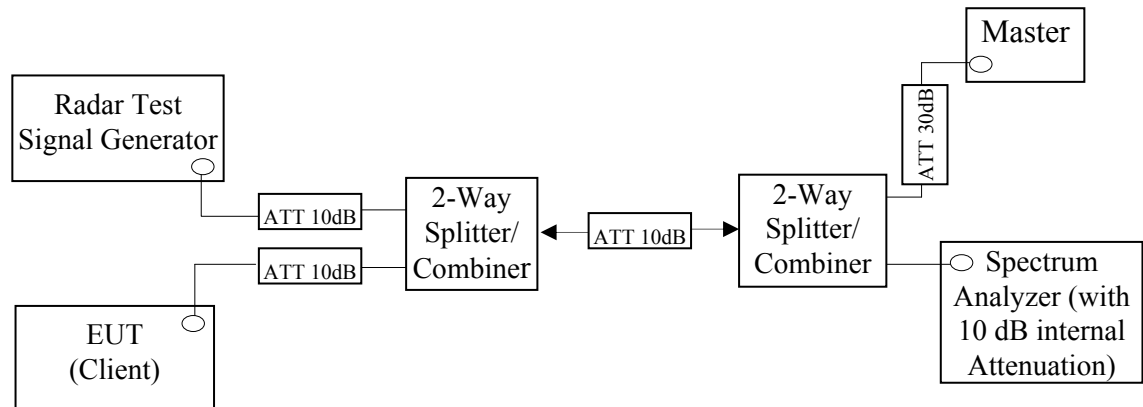 Radar Test
Signal Generator
ATT 10dB
EUT
(Client)
ATT 10dB
2-Way
Splitter/
Combiner
ATT 10dB
2-Way
Splitter/
Combiner
ATT 30dB
Master
Spectrum
Analyzer (with
10 dB internal
Attenuation)